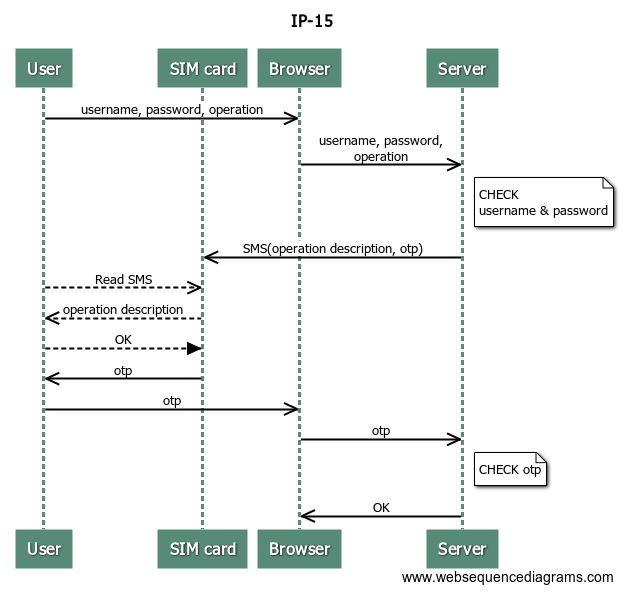 IP-15
User
SIM card
Browser
Server
username, password, operation
username, password,
operation
CHECK
username & password
SMS(operation description, otp)
Read SMS
operation description
OK
otp
otp
otp
CHECK otp
OK
User
SIM card
Browser
Server
www.websequencediagrams.com